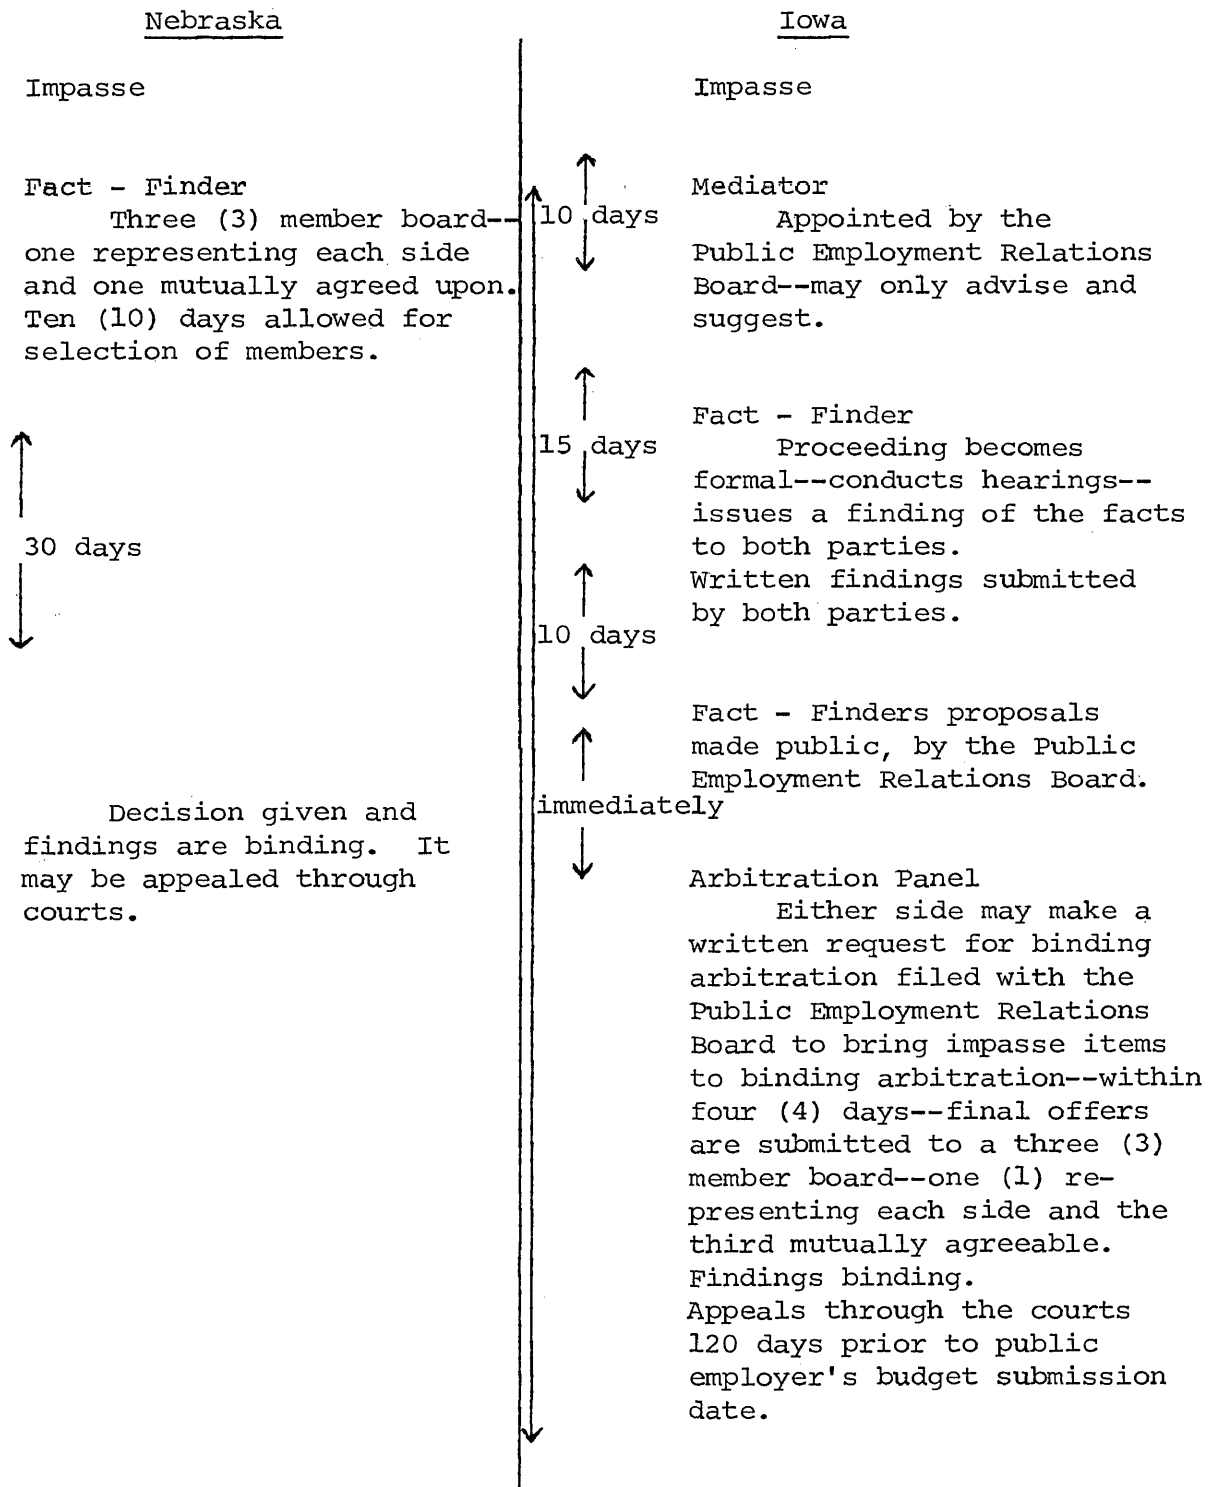 Nebraska
Impasse
Fact - Finder
Three (3) member board--
one representing each side
and one mutually agreed upon.
Ten (10) days allowed for
selection of members.
30 days
Decision given and
findings are binding. It
may be appealed through
courts.
10 days
15 days
10 days
immediately
Iowa
Impasse
Mediator
Appointed by the
Public Employment Relations
Board--may only advise and
suggest.
Fact - Finder
Proceeding becomes
formal--conducts hearings--
issues a finding of the facts
to both parties.
Written findings submitted
by both parties.
Fact - Finders proposals
made public, by the Public
Employment Relations Board.
Arbitration Panel
Either side may make a
written request for binding
arbitration filed with the
Public Employment Relations
Board to bring impasse items
to binding arbitration--within
four (4) days--final offers
are submitted to a three (3)
member board--one (1) re-
presenting each side and the
third mutually agreeable.
Findings binding.
Appeals through the courts
120 days prior to public
employer's budget submission
date.